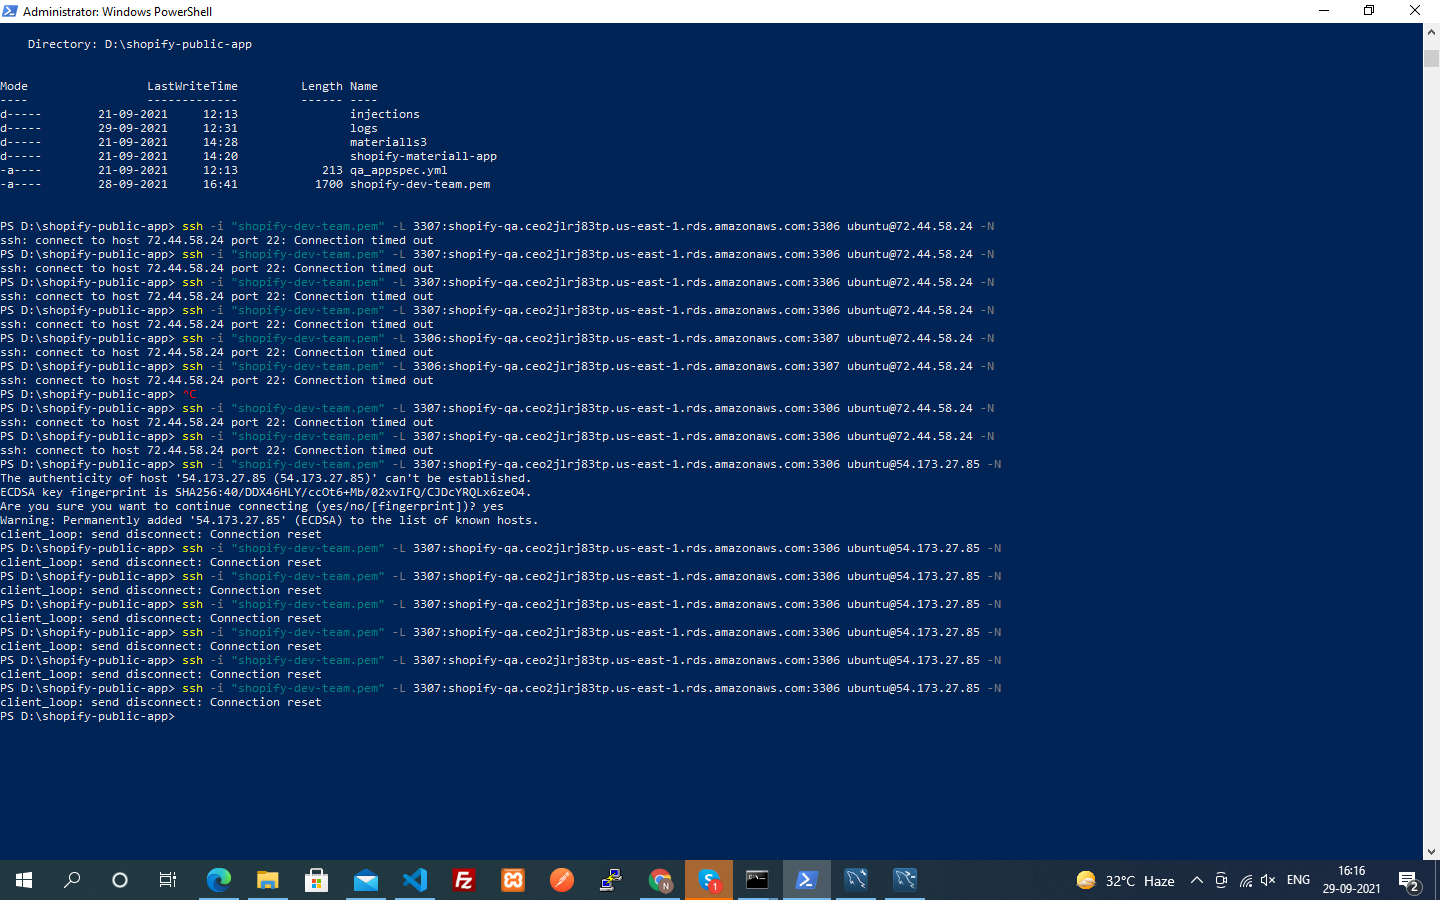 Administrator: Windows PowerShell
Directory: D:\shopify-public-app
Mode LastWriteTime Length Name
---- ------------- ------ ----
d----- 21-09-2021 12:13 injections
d----- 29-09-2021 12:31 logs
d----- 21-09-2021 14:28 materialls3
d----- 21-09-2021 14:20 shopify-materiall-app
-a---- 21-09-2021 12:13 213 qa_appspec.yml
-a---- 28-09-2021 16:41 1700 shopify-dev-team.pem
PS D:\shopify-public-app> ssh -i "shopify-dev-team.pem" -L 3307:shopify-qa.ceo2jlrj83tp.us-east-1.rds.amazonaws.com:3306 ubuntu@72.44.58.24 -N
ssh: connect to host 72.44.58.24 port 22: Connection timed out
PS D:\shopify-public-app> ssh -i "shopify-dev-team.pem" -L 3307:shopify-qa.ceo2jlrj83tp.us-east-1.rds.amazonaws.com:3306 ubuntu@72.44.58.24 -N
ssh: connect to host 72.44.58.24 port 22: Connection timed out
PS D:\shopify-public-app> ssh -i "shopify-dev-team.pem" -L 3307:shopify-qa.ceo2jlrj83tp.us-east-1.rds.amazonaws.com:3306 ubuntu@72.44.58.24 -N
ssh: connect to host 72.44.58.24 port 22: Connection timed out
PS D:\shopify-public-app> ssh -i "shopify-dev-team.pem" -L 3307:shopify-qa.ceo2jlrj83tp.us-east-1.rds.amazonaws.com:3306 ubuntu@72.44.58.24 -N
ssh: connect to host 72.44.58.24 port 22: Connection timed out
PS D:\shopify-public-app> ssh -i "shopify-dev-team.pem" -L 3306:shopify-qa.ceo2jlrj83tp.us-east-1.rds.amazonaws.com:3307 ubuntu@72.44.58.24 -N
ssh: connect to host 72.44.58.24 port 22: Connection timed out
PS D:\shopify-public-app> ssh -i "shopify-dev-team.pem" -L 3306:shopify-qa.ceo2jlrj83tp.us-east-1.rds.amazonaws.com:3307 ubuntu@72.44.58.24 -N
ssh: connect to host 72.44.58.24 port 22: Connection timed out
PS D:\shopify-public-app> ^C
PS D:\shopify-public-app> ssh -i "shopify-dev-team.pem" -L 3307:shopify-qa.ceo2jlrj83tp.us-east-1.rds.amazonaws.com:3306 ubuntu@72.44.58.24 -N
ssh: connect to host 72.44.58.24 port 22: Connection timed out
PS D:\shopify-public-app> ssh -i "shopify-dev-team.pem" -L 3307:shopify-qa.ceo2jlrj83tp.us-east-1.rds.amazonaws.com:3306 ubuntu@72.44.58.24 -N
ssh: connect to host 72.44.58.24 port 22: Connection timed out
PS D:\shopify-public-app> ssh -i "shopify-dev-team.pem" -L 3307:shopify-qa.ceo2jlrj83tp.us-east-1.rds.amazonaws.com:3306 ubuntu@54.173.27.85 -N
The authenticity of host '54.173.27.85 (54.173.27.85)' can't be established.
ECDSA key fingerprint is SHA256:40/DDX46HLY/ccOt6+Mb/02xvIFQ/CJDcYRQLx6zeO4.
Are you sure you want to continue connecting (yes/no/[fingerprint])? yes
Warning: Permanently added '54.173.27.85' (ECDSA) to the list of known hosts.
client_loop: send disconnect: Connection reset
PS D:\shopify-public-app> ssh -i "shopify-dev-team.pem" -L 3307:shopify-qa.ceo2jlrj83tp.us-east-1.rds.amazonaws.com:3306 ubuntu@54.173.27.85 -N
client_loop: send disconnect: Connection reset
PS D:\shopify-public-app> ssh -i "shopify-dev-team.pem" -L 3307:shopify-qa.ceo2jlrj83tp.us-east-1.rds.amazonaws.com:3306 ubuntu@54.173.27.85 -N
client_loop: send disconnect: Connection reset
PS D:\shopify-public-app> ssh -i "shopify-dev-team.pem" -L 3307:shopify-qa.ceo2jlrj83tp.us-east-1.rds.amazonaws.com:3306 ubuntu@54.173.27.85 -N
client_loop: send disconnect: Connection reset
PS D:\shopify-public-app> ssh -i "shopify-dev-team.pem" -L 3307:shopify-qa.ceo2jlrj83tp.us-east-1.rds.amazonaws.com:3306 ubuntu@54.173.27.85 -N
client_loop: send disconnect: Connection reset
PS D:\shopify-public-app> ssh -i "shopify-dev-team.pem" -L 3307:shopify-qa.ceo2jlrj83tp.us-east-1.rds.amazonaws.com:3306 ubuntu@54.173.27.85 -N
client_loop: send disconnect: Connection reset
PS D:\shopify-public-app> ssh -i "shopify-dev-team.pem" -L 3307:shopify-qa.ceo2jlrj83tp.us-east-1.rds.amazonaws.com:3306 ubuntu@54.173.27.85 -N
client_loop: send disconnect: Connection reset
PS D:\shopify-public-app>
32°C Haze ENG 16:16
29-09-2021
2